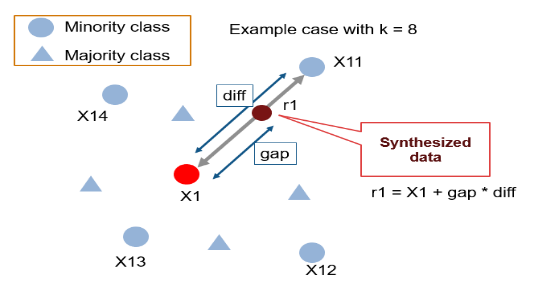 Minority class
Majority class
Example case with k = 8
X11
X14
diff
r1
gap
Synthesized
data
X1
r1 = X1 + gap * diff
X13
X12